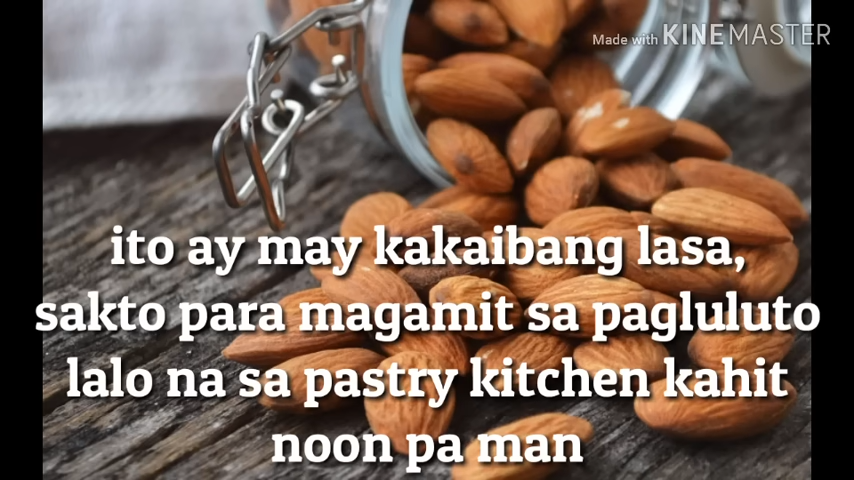 Made with KINEMASTER
ito ay may kakaibang lasa,
sakto para magamit sa pagluluto
lalo na sa pastry kitchen kahit
noon pa man